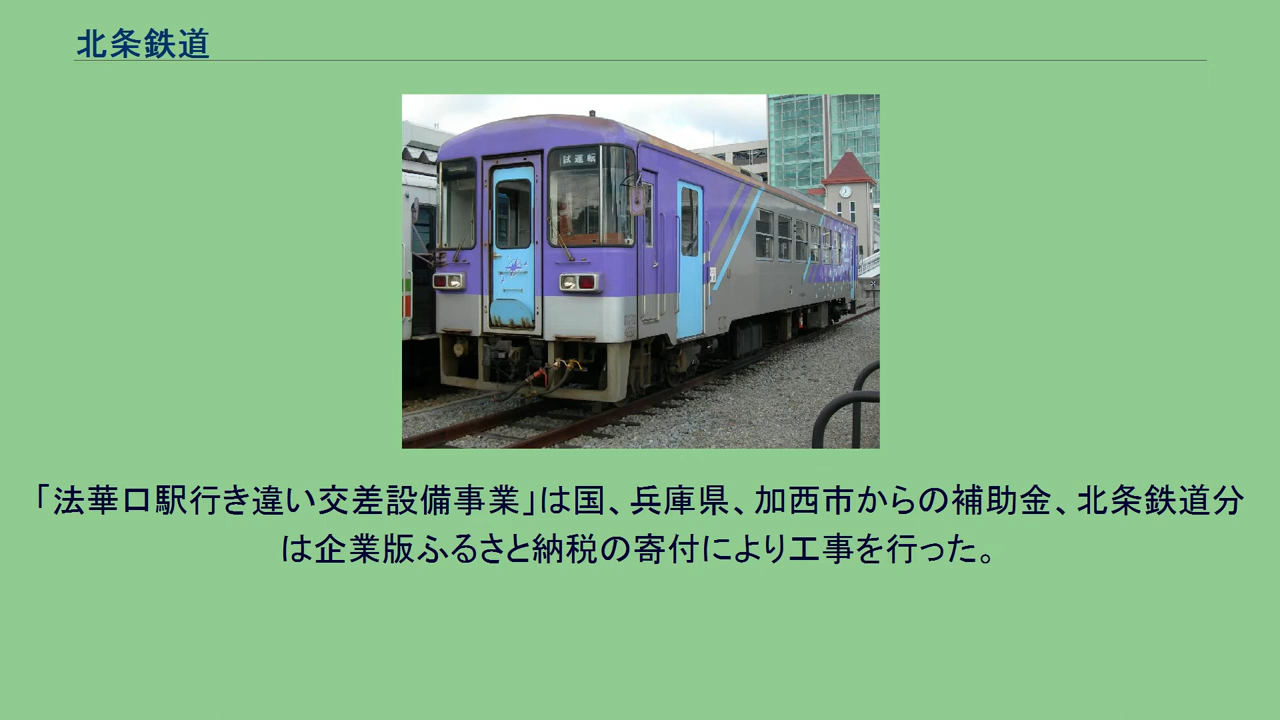 北条鉄道
試運転
「法華口駅行き違い交差設備事業」は国、兵庫県、加西市からの補助金、北条鉄道分
は企業版ふるさと納税の寄付により工事を行った。